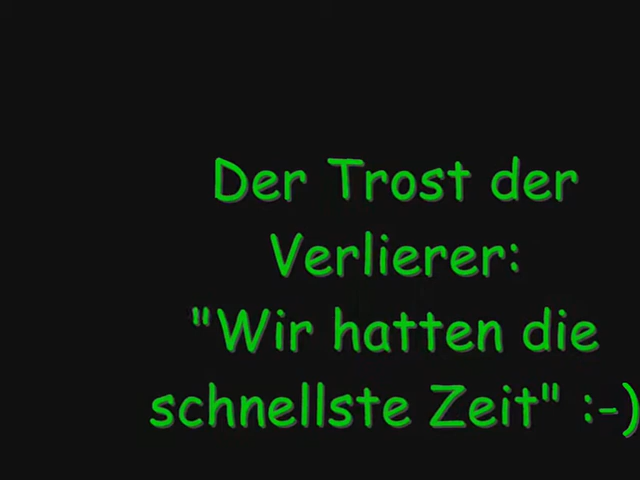 Der Trost der
Verlierer:
"Wir hatten die
schnellste Zeit" :-)